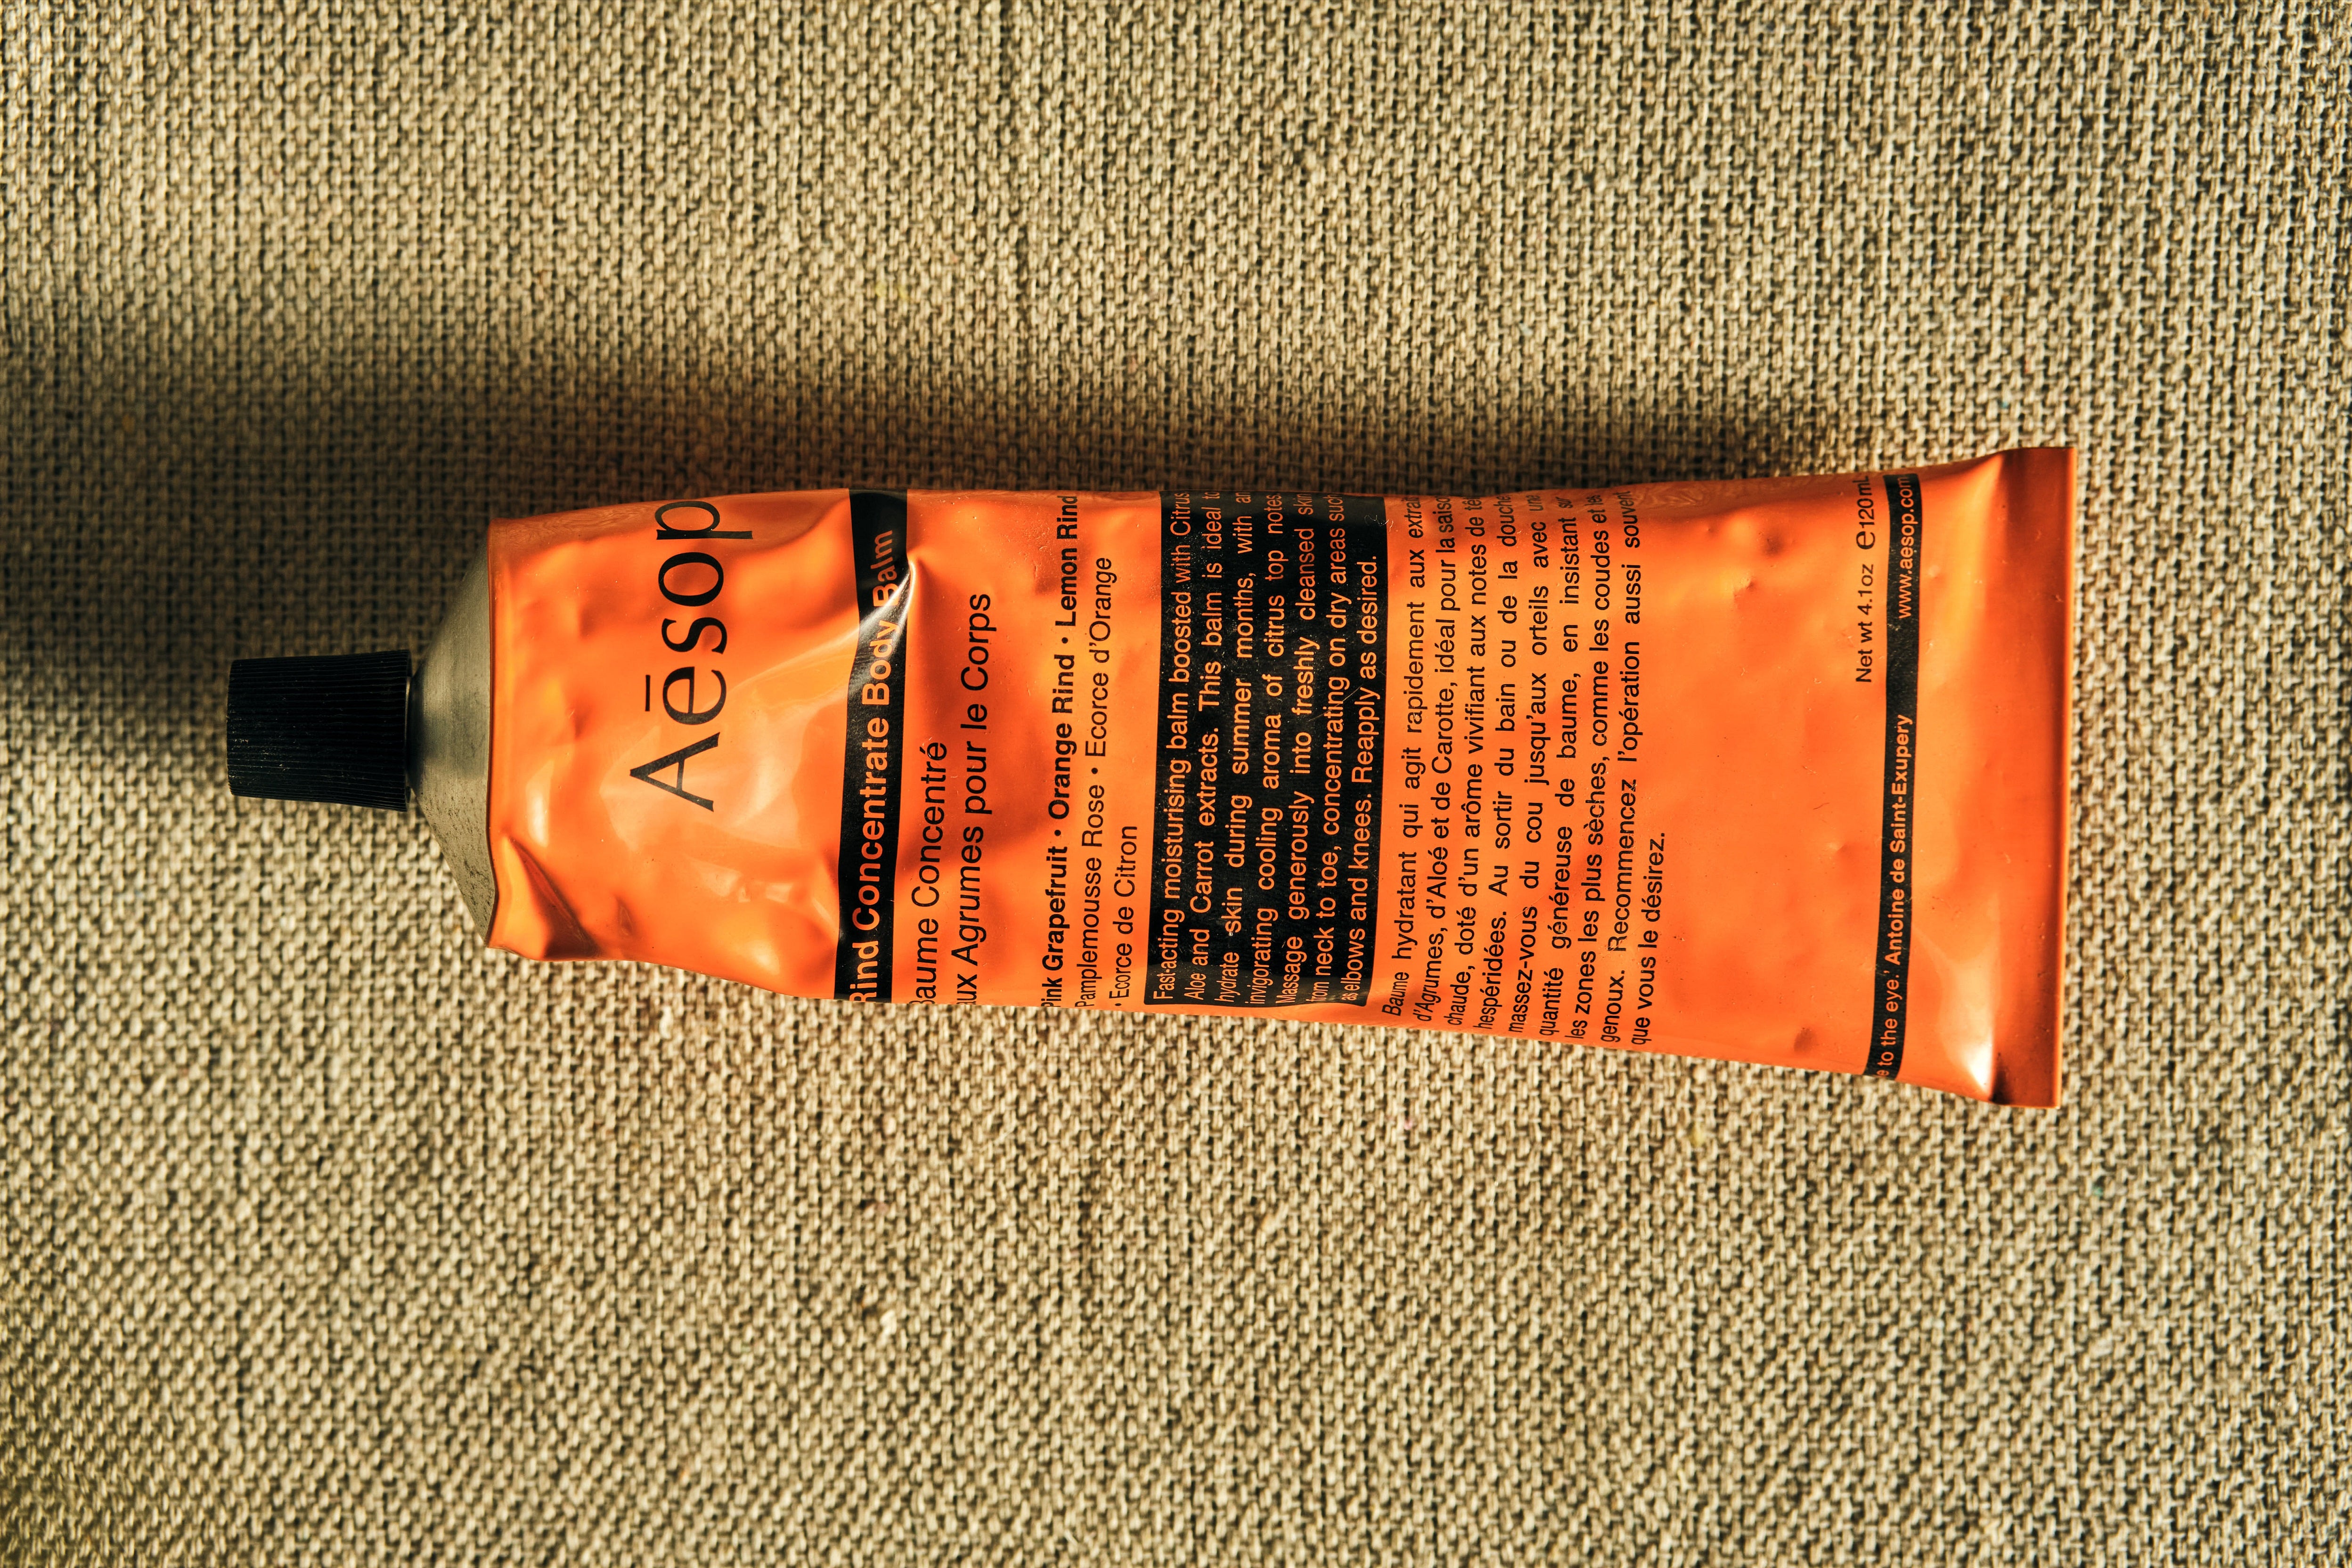 Aēsop
Rind Concentrate Body Balm
Baume Concentré
aux Agrumes pour le Corps
Pink Grapefruit • Orange Rind • Lemon Rind
Pamplemousse Rose • Ecorce d'Orange
• Ecorce de Citron
Fast-acting moisturising balm boosted with Citrus
Aloe and Carrot extracts. This balm is ideal to
hydrate skin during summer months, with an
invigorating cooling aroma of citrus top notes
Massage generously into freshly cleansed skin
from neck to toe, concentrating on dry areas such
as elbows and knees. Reapply as desired.
Baume hydratant qui agit rapidement aux
d'Agrumes, d'Aloé et de Carotte, idéal pour la saiso
chaude, doté d'un arôme vivifiant aux notes de
hespéridées. Au sortir du bain ou de la douche
massez-vous du cou jusqu'aux orteils avec une
quantité généreuse de baume, en insistant
les zones les plus sèches, comme les coudes et
genoux. Recommencez l'opération aussi souvent
que vous le désirez.
Net wt 4.1oz ℮120mL
e to the eye.' Antoine de Saint-Exupery www.aesop.com